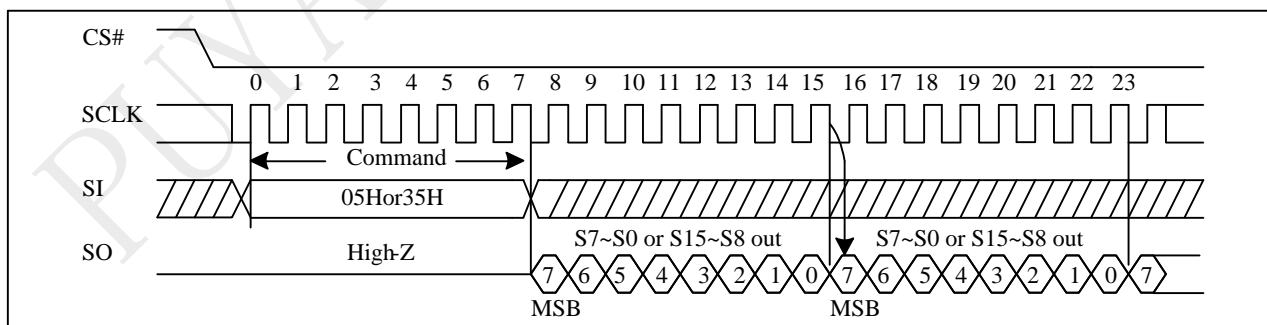 PUYA
CS#
0 1 2 3 4 5 6 7 8 9 10 11 12 13 14 15 16 17 18 19 20 21 22 23
SCLK
Command
SI
05Hor35H
S7~S0 or S15~S8 out S7~S0 or S15~S8 out
SO
High-Z
7 6 5 4 3 2 1 0 7 6 5 4 3 2 1 0 7
MSB MSB